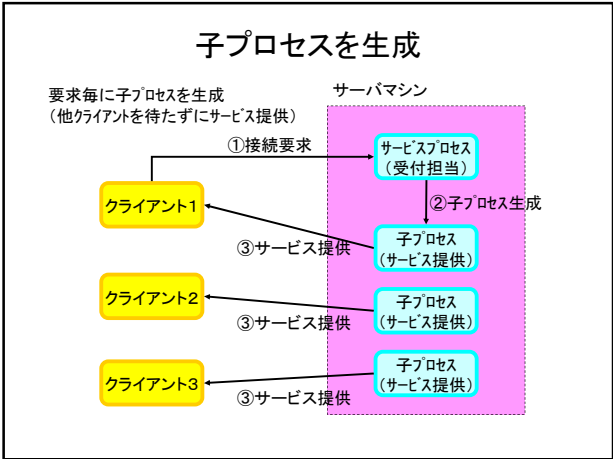 子プロセスを生成
要求毎に子ﾌﾟﾛｾｽを生成
（他ｸﾗｲｱﾝﾄを待たずにｻｰﾋﾞｽ提供）
サーバマシン
①接続要求
ｻｰﾋﾞｽﾌﾟﾛｾｽ
（受付担当）
②子ﾌﾟﾛｾｽ生成
クライアント1
子ﾌﾟﾛｾｽ
（ｻｰﾋﾞｽ提供）
③サービス提供
クライアント2
子ﾌﾟﾛｾｽ
（ｻｰﾋﾞｽ提供）
③サービス提供
クライアント3
子ﾌﾟﾛｾｽ
（ｻｰﾋﾞｽ提供）
③サービス提供